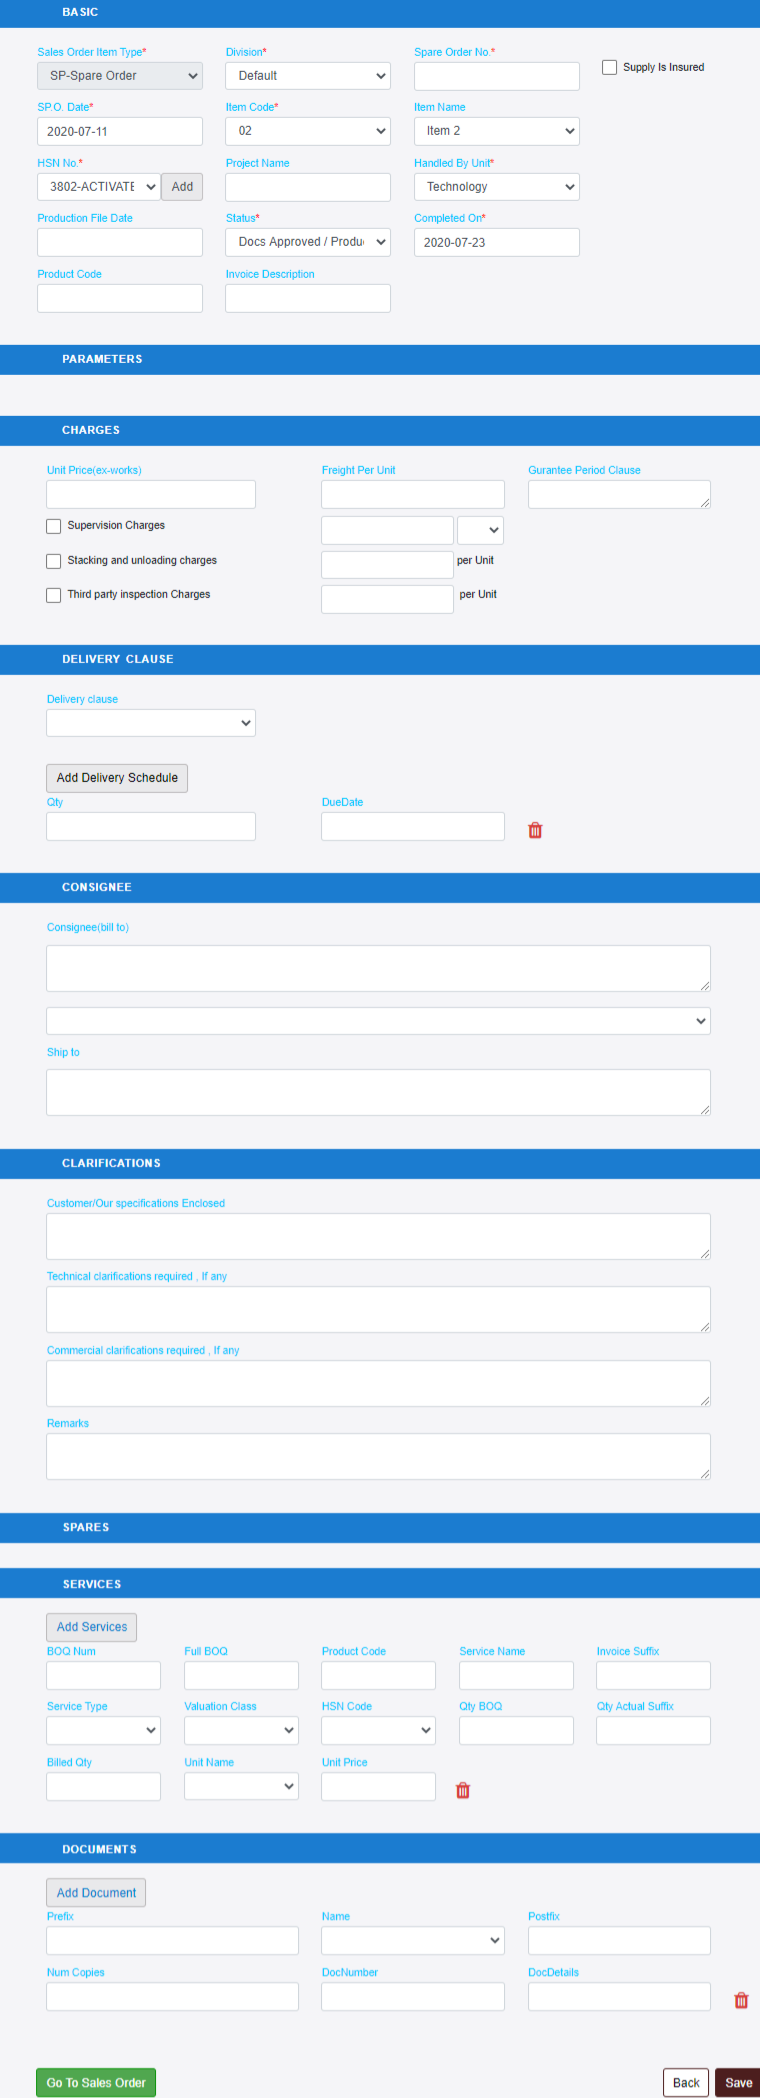 BASIC
Sales Order Item Type* Division* Spare Order No.*
SP-Spare Order Default Supply Is Insured
SP.O. Date* Item Code* Item Name
2020-07-11 02 Item 2
HSN No.* Project Name Handled By Unit*
3802-ACTIVATE Add Technology
Production File Date Status* Completed On*
Docs Approved / Produ 2020-07-23
Product Code Invoice Description
PARAMETERS
CHARGES
Unit Price(ex-works) Freight Per Unit Gurantee Period Clause
Supervision Charges
Stacking and unloading charges per Unit
Third party inspection Charges per Unit
DELIVERY CLAUSE
Delivery clause
Add Delivery Schedule
Qty DueDate
CONSIGNEE
Consignee(bill to)
Ship to
CLARIFICATIONS
Customer/Our specifications Enclosed
Technical clarifications required , If any
Commercial clarifications required , If any
Remarks
SPARES
SERVICES
Add Services
BOQ Num Full BOQ Product Code Service Name Invoice Suffix
Service Type Valuation Class HSN Code Qty BOQ Qty Actual Suffix
Billed Qty Unit Name Unit Price
DOCUMENTS
Add Document
Prefix Name Postfix
Num Copies DocNumber DocDetails
Go To Sales Order Back Save